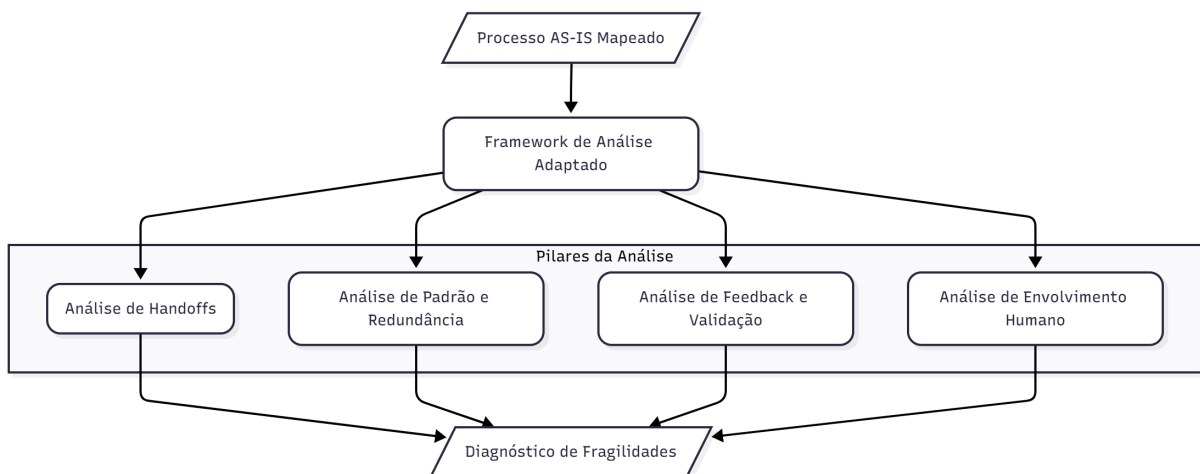 Processo AS-IS Mapeado
Framework de Análise
Adaptado
Pilares da Análise
Análise de Handoffs
Análise de Padrão e
Redundância
Análise de Feedback e
Validação
Análise de Envolvimento
Humano
Diagnóstico de Fragilidades